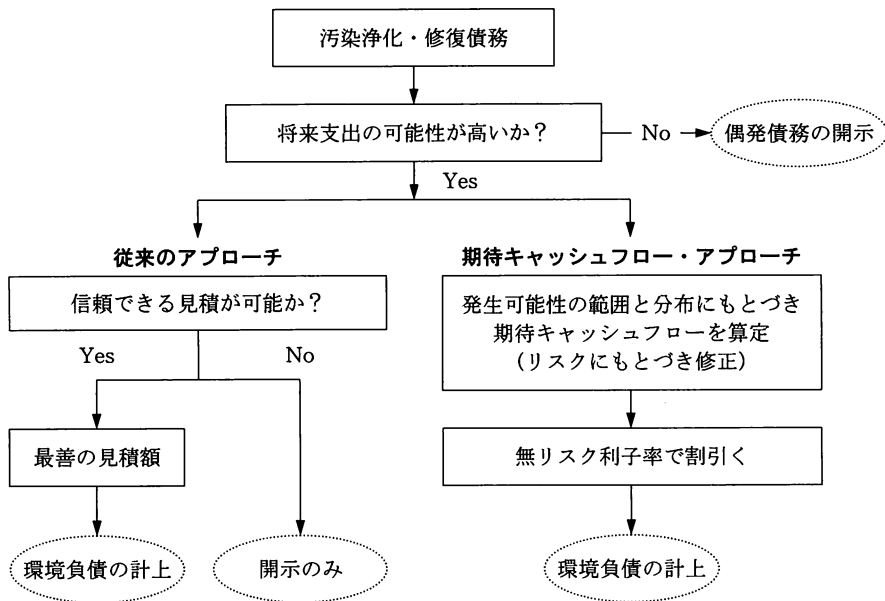 汚染浄化・修復債務
将来支出の可能性が高いか？
No
偶発債務の開示
Yes
従来のアプローチ
期待キャッシュフロー・アプローチ
信頼できる見積が可能か？
発生可能性の範囲と分布にもとづき
期待キャッシュフローを算定
（リスクにもとづき修正）
Yes
No
最善の見積額
無リスク利子率で割引く
環境負債の計上
開示のみ
環境負債の計上